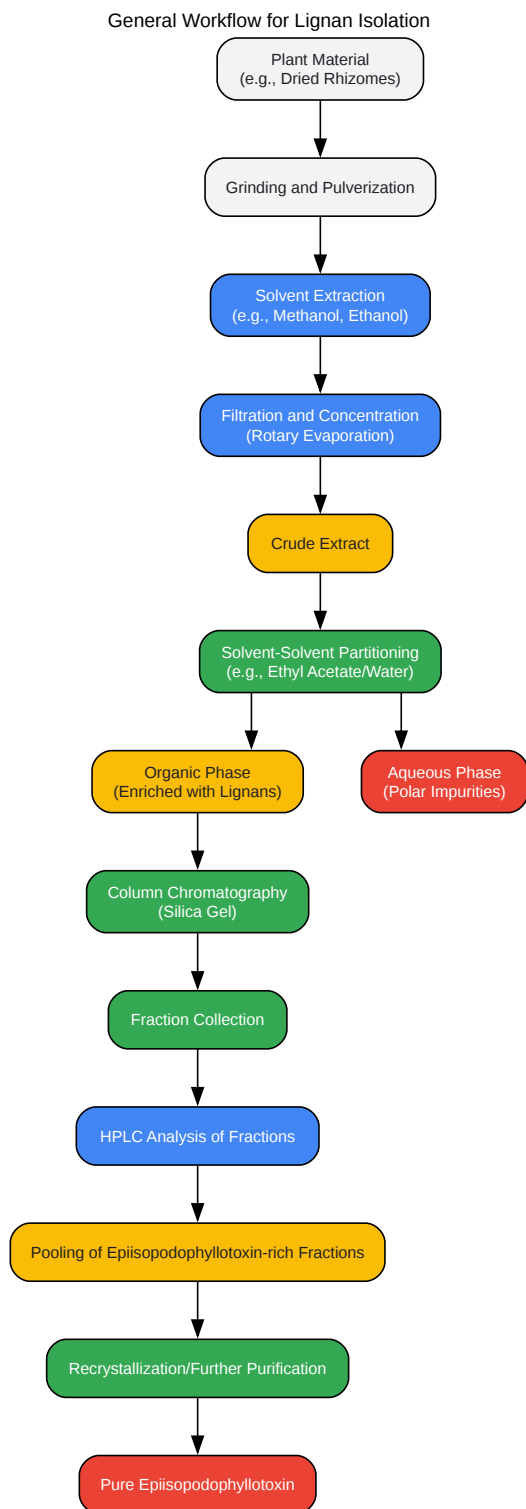 General Workflow for Lignan Isolation
Plant Material
(e.g., Dried Rhizomes)
Grinding and Pulverization
Solvent Extraction
(e.g., Methanol, Ethanol)
Filtration and Concentration
(Rotary Evaporation)
Crude Extract
Solvent-Solvent Partitioning
(e.g., Ethyl Acetate/Water)
Organic Phase
(Enriched with Lignans)
Aqueous Phase
(Polar Impurities)
Column Chromatography
(Silica Gel)
Fraction Collection
HPLC Analysis of Fractions
Pooling of Epiisopodophyllotoxin-rich Fractions
Recrystallization/Further Purification
Pure Epiisopodophyllotoxin